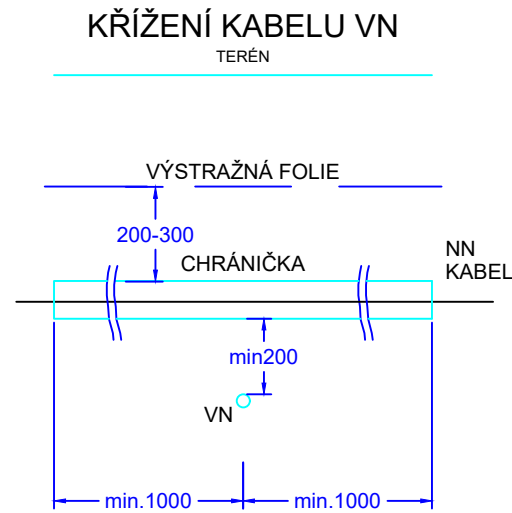 KŘÍŽENÍ KABELU VN
TERÉN
VÝSTRAŽNÁ FOLIE
200-300
CHRÁNIČKA
NN
KABEL
min200
VN
min.1000
min.1000